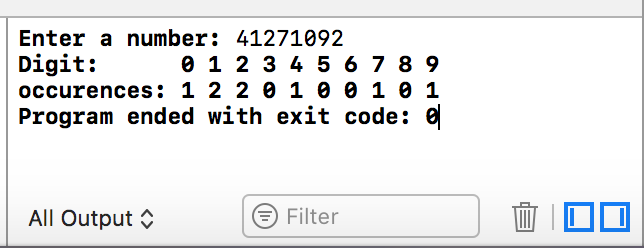 Enter a number: 41271092
Digit: 0 1 2 3 4 5 6 7 8 9
occurences: 1 2 2 0 1 0 0 1 0 1
Program ended with exit code: 0
All Output Filter